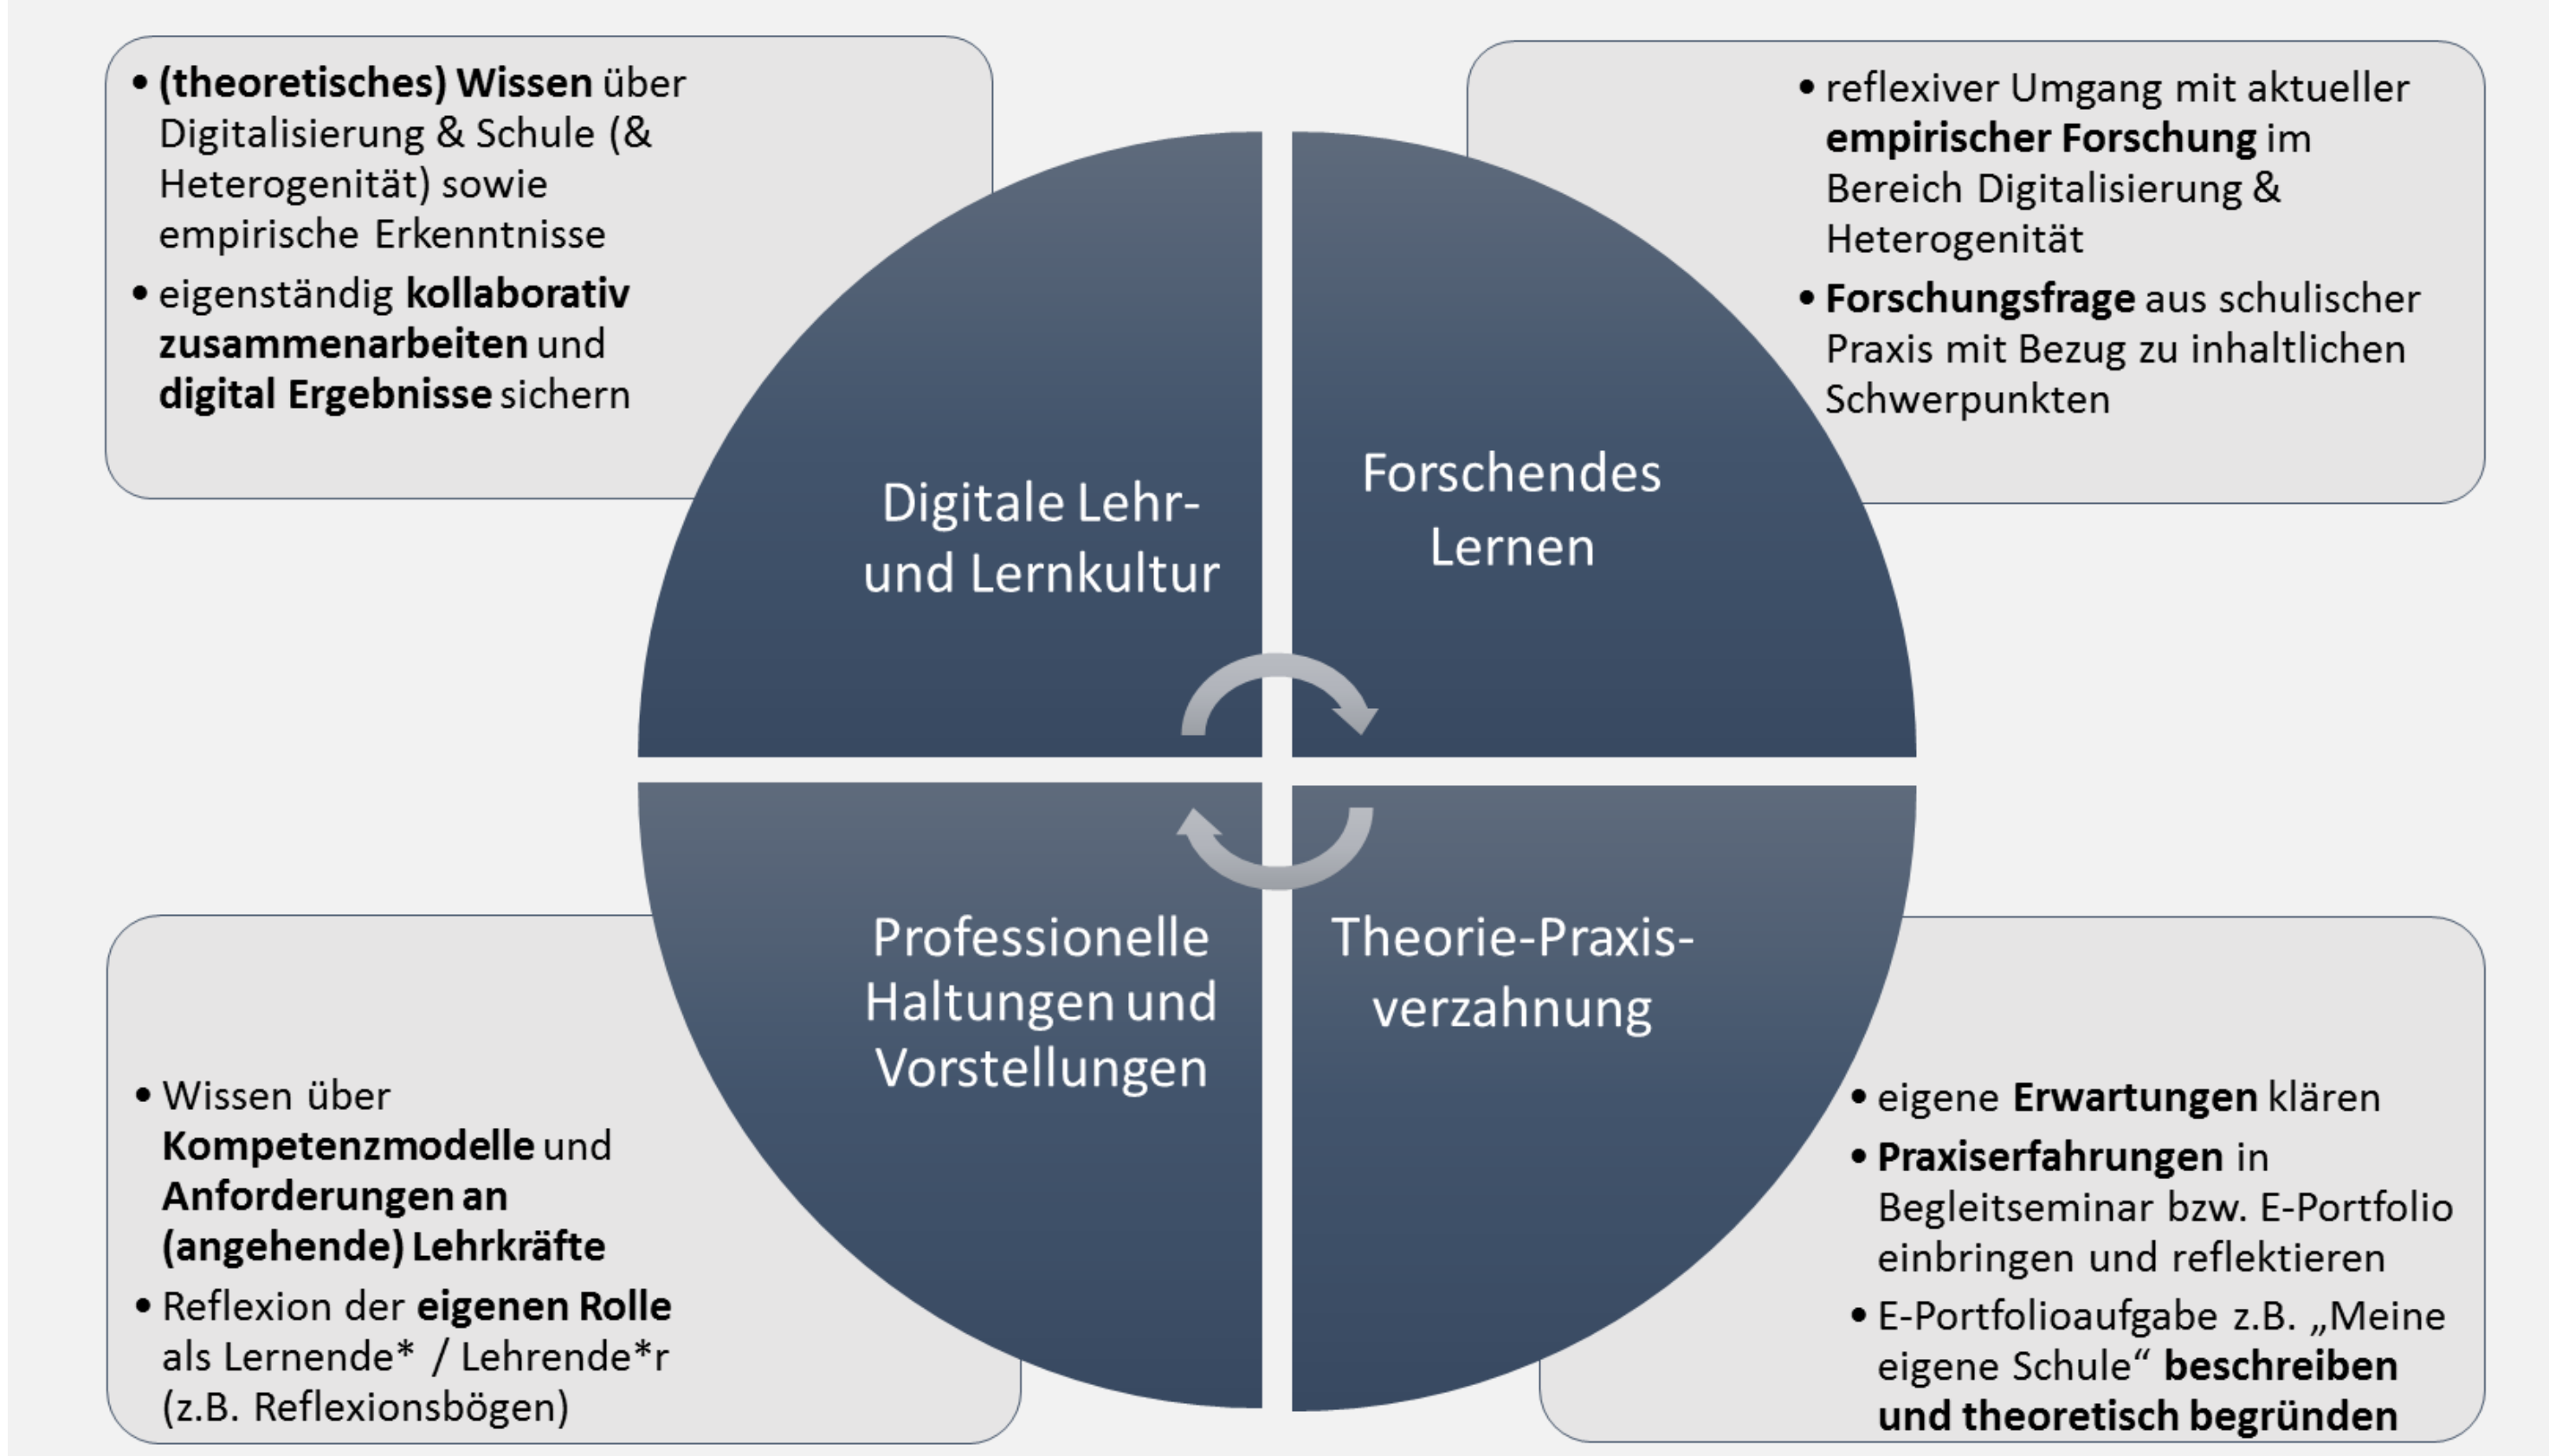 • (theoretisches) Wissen über
Digitalisierung & Schule (&
Heterogenität) sowie
empirische Erkenntnisse
• eigenständig kollaborativ
zusammenarbeiten und
digital Ergebnisse sichern
• reflexiver Umgang mit aktueller
empirischer Forschung im
Bereich Digitalisierung &
Heterogenität
• Forschungsfrage aus schulischer
Praxis mit Bezug zu inhaltlichen
Schwerpunkten
Digitale Lehr-
und Lernkultur
Forschendes
Lernen
Professionelle
Haltungen und
Vorstellungen
Theorie-Praxis-
verzahnung
• Wissen über
Kompetenzmodelle und
Anforderungen an
(angehende) Lehrkräfte
• Reflexion der eigenen Rolle
als Lernende* / Lehrende*r
(z.B. Reflexionsbögen)
• eigene Erwartungen klären
• Praxiserfahrungen in
Begleitseminar bzw. E-Portfolio
einbringen und reflektieren
• E-Portfolioaufgabe z.B. „Meine
eigene Schule“ beschreiben
und theoretisch begründen